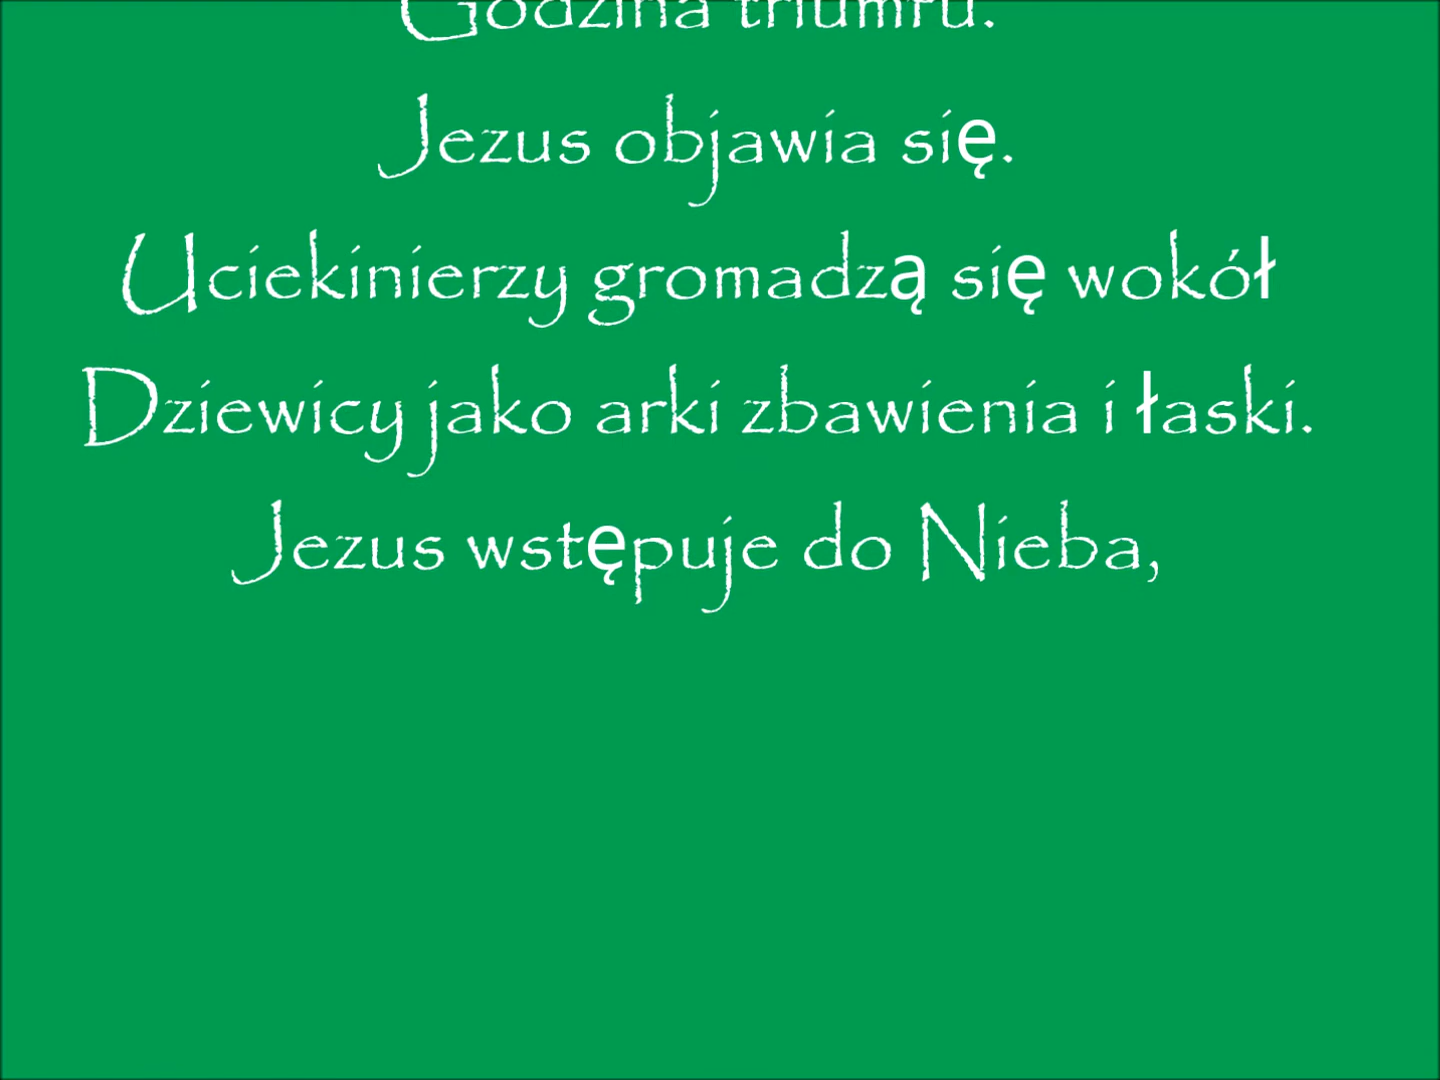 Godzina triumfu.
Jezus objawia się.
Uciekinierzy gromadzą się wokół
Dziewicy jako arki zbawienia i łaski.
Jezus wstępuje do Nieba,